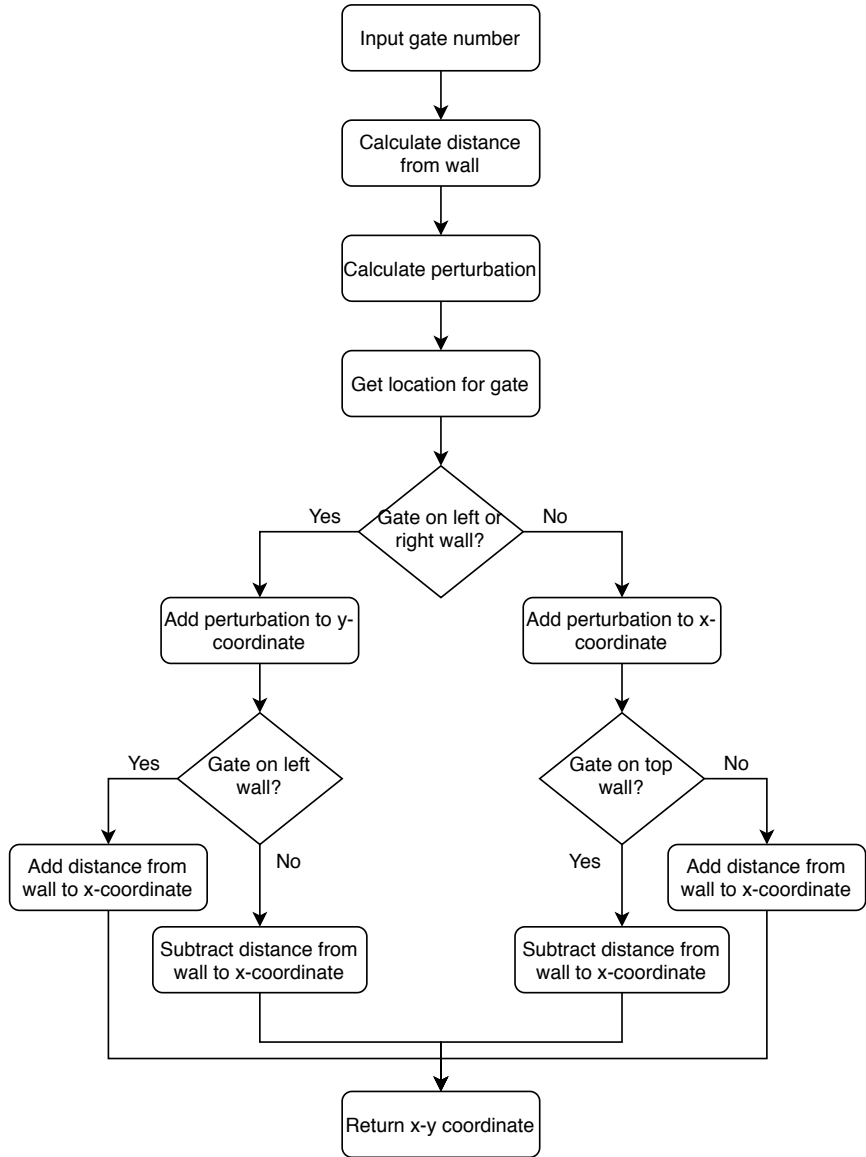 Input gate number
Calculate distance
from wall
Calculate perturbation
Get location for gate
Gate on left or
right wall?
Yes
No
Add perturbation to y-
coordinate
Add perturbation to x-
coordinate
Gate on left
wall?
Yes
No
Gate on top
wall?
No
Yes
Add distance from
wall to x-coordinate
Add distance from
wall to x-coordinate
Subtract distance from
wall to x-coordinate
Subtract distance from
wall to x-coordinate
Return x-y coordinate